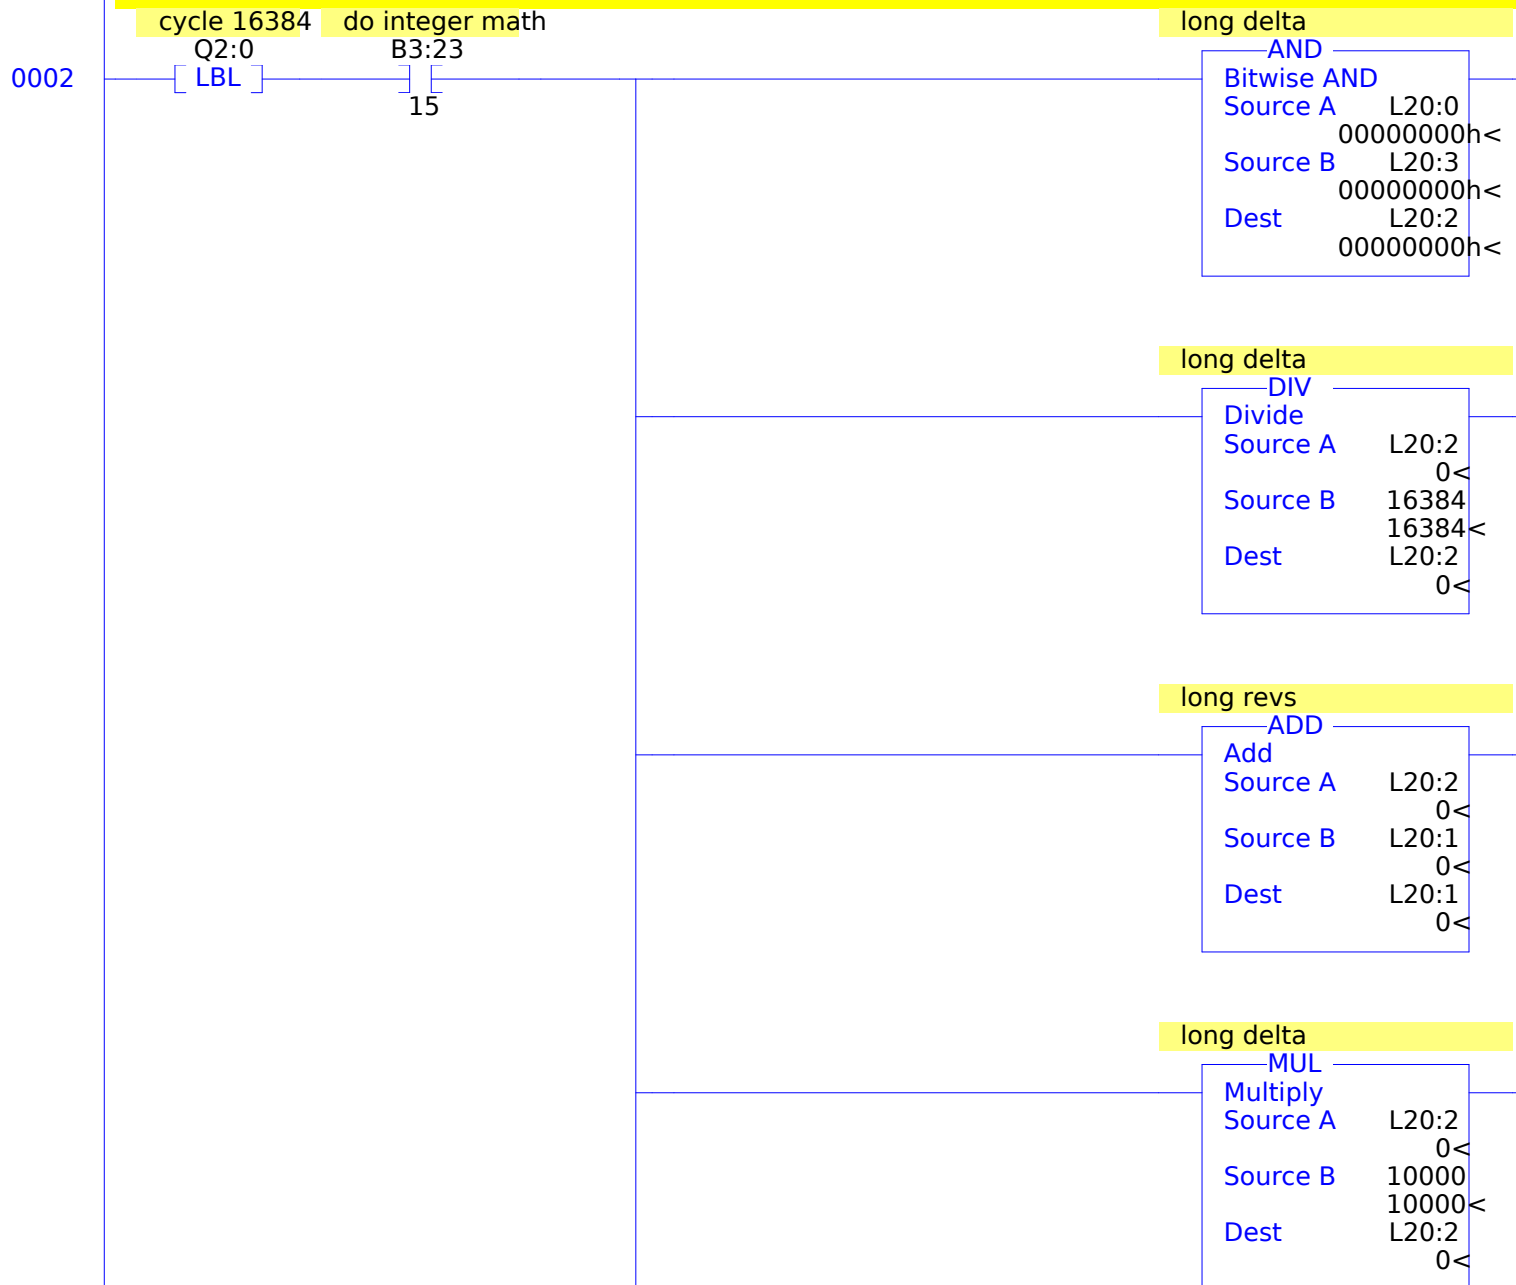 cycle 16384 do integer math long delta
Q2:0 B3:23 AND
0002 LBL Bitwise AND
15 Source A L20:0
00000000h<
Source B L20:3
00000000h<
Dest L20:2
00000000h<
long delta
DIV
Divide
Source A L20:2
0<
Source B 16384
16384<
Dest L20:2
0<
long revs
ADD
Add
Source A L20:2
0<
Source B L20:1
0<
Dest L20:1
0<
long delta
MUL
Multiply
Source A L20:2
0<
Source B 10000
10000<
Dest L20:2
0<